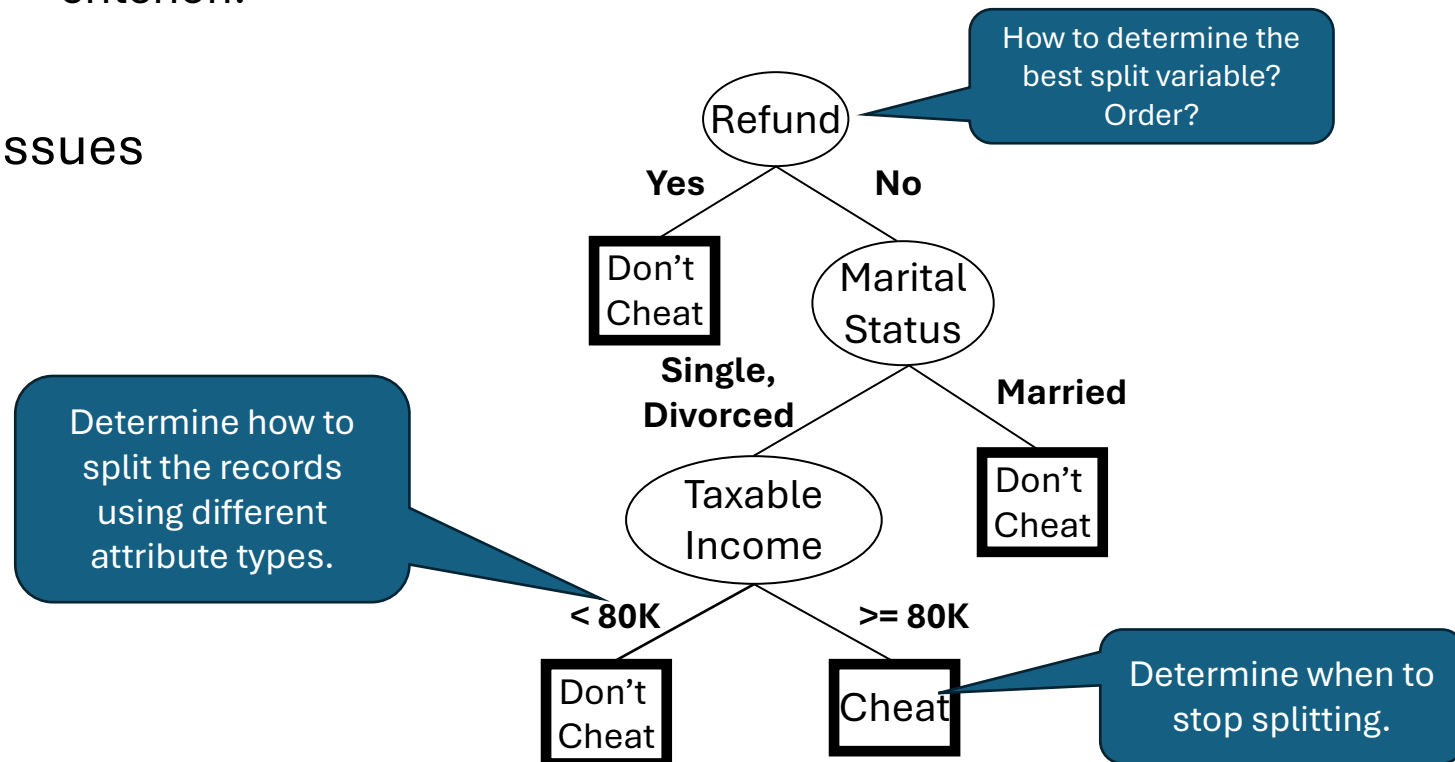 criterion.
ssues
How to determine the
best split variable?
Order?
Refund
Yes
No
Don't
Cheat
Marital
Status
Single,
Divorced
Married
Determine how to
split the records
using different
attribute types.
Taxable
Income
Don't
Cheat
< 80K
>= 80K
Don't
Cheat
Cheat
Determine when to
stop splitting.